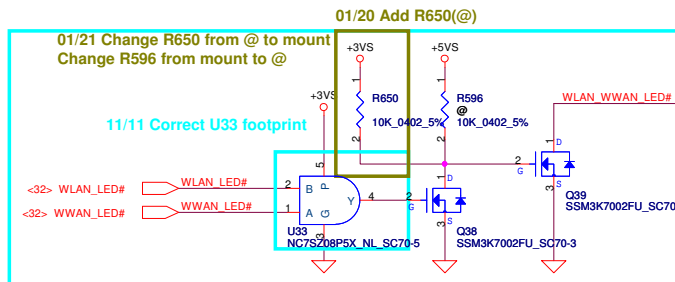 01/20 Add R650(@)
01/21 Change R650 from @ to mount
Change R596 from mount to @
+3VS
+5VS
+3VS
1
1
R650
R596
@
10K_0402_5%
10K_0402_5%
2
2
WLAN_WWAN_LED#
11/11 Correct U33 footprint
1
D
2
G
S
3
Q39
SSM3K7002FU_SC70
5
P
<32> WLAN_LED#
WLAN_LED#
2
B
Y
4
<32> WWAN_LED#
WWAN_LED#
1
A
G
3
1
D
2
G
S
3
U33
NC7SZ08P5X_NL_SC70-5
Q38
SSM3K7002FU_SC70-3